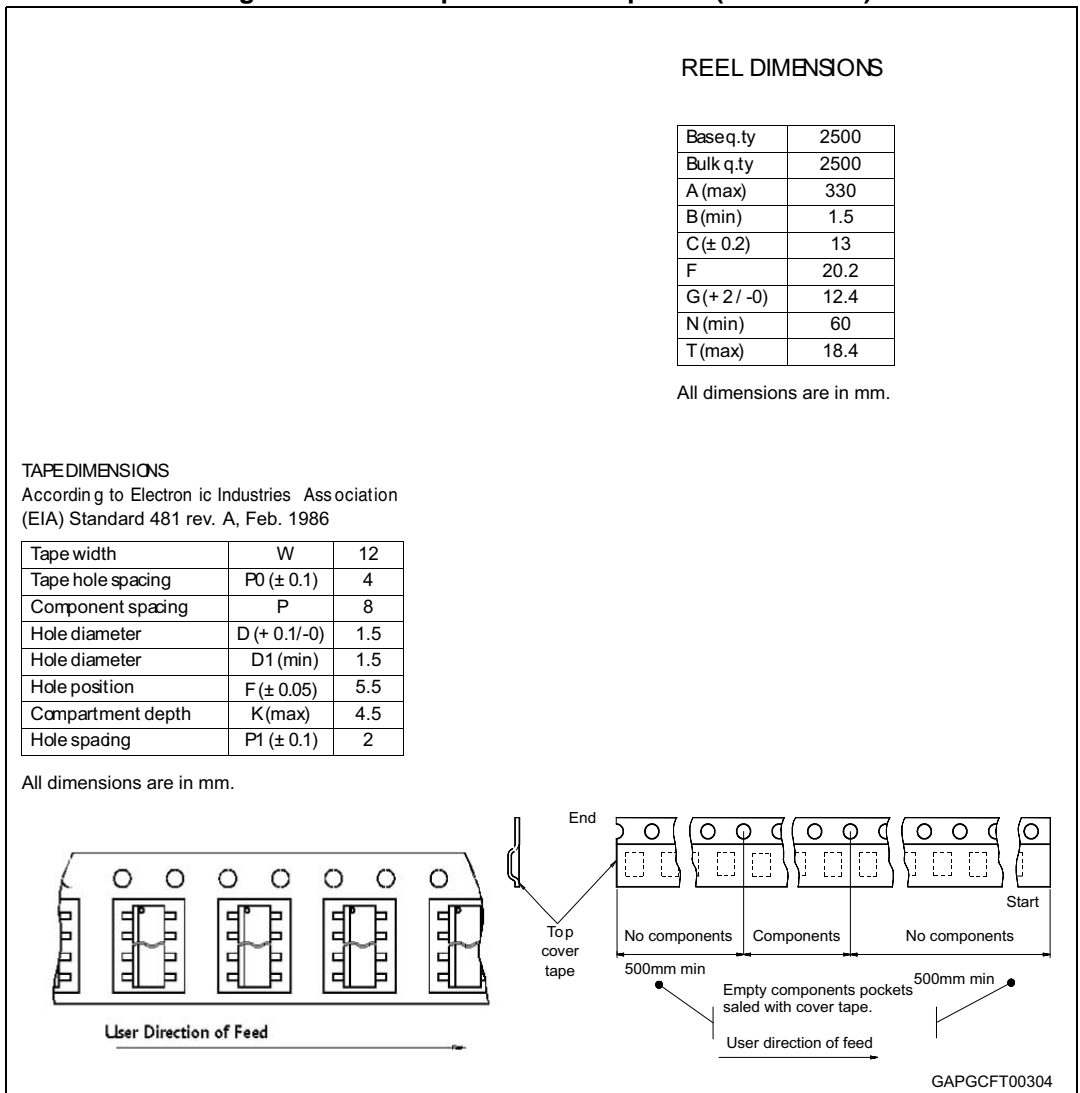 REEL DIMENSIONS
Base q.ty 2500
Bulk q.ty 2500
A (max) 330
B (min) 1.5
C (± 0.2) 13
F 20.2
G (+ 2 / -0) 12.4
N (min) 60
T (max) 18.4
All dimensions are in mm.
TAPE DIMENSIONS
According to Electronic Industries Association
(EIA) Standard 481 rev. A, Feb. 1986
Tape width W 12
Tape hole spacing P0 (± 0.1) 4
Component spacing P 8
Hole diameter D (+ 0.1/-0) 1.5
Hole diameter D1 (min) 1.5
Hole position F (± 0.05) 5.5
Compartment depth K (max) 4.5
Hole spacing P1 (± 0.1) 2
All dimensions are in mm.
End
Start
Top
cover
tape
No components
Components
No components
500mm min
500mm min
Empty components pockets
saled with cover tape.
User direction of feed
User Direction of Feed
GAPGCFT00304